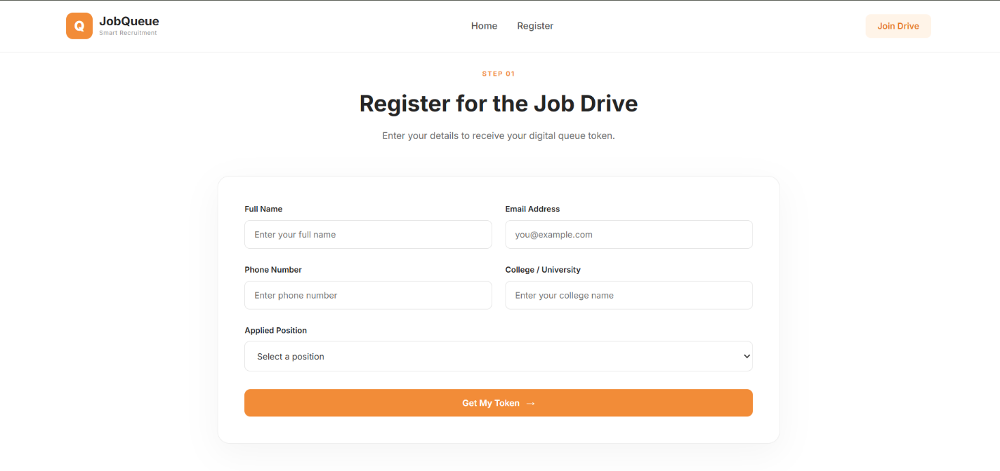 Q
JobQueue
Smart Recruitment
Home
Register
Join Drive
STEP 01
Register for the Job Drive
Enter your details to receive your digital queue token.
Full Name
Email Address
Enter your full name
you@example.com
Phone Number
College / University
Enter phone number
Enter your college name
Applied Position
Select a position
Get My Token →